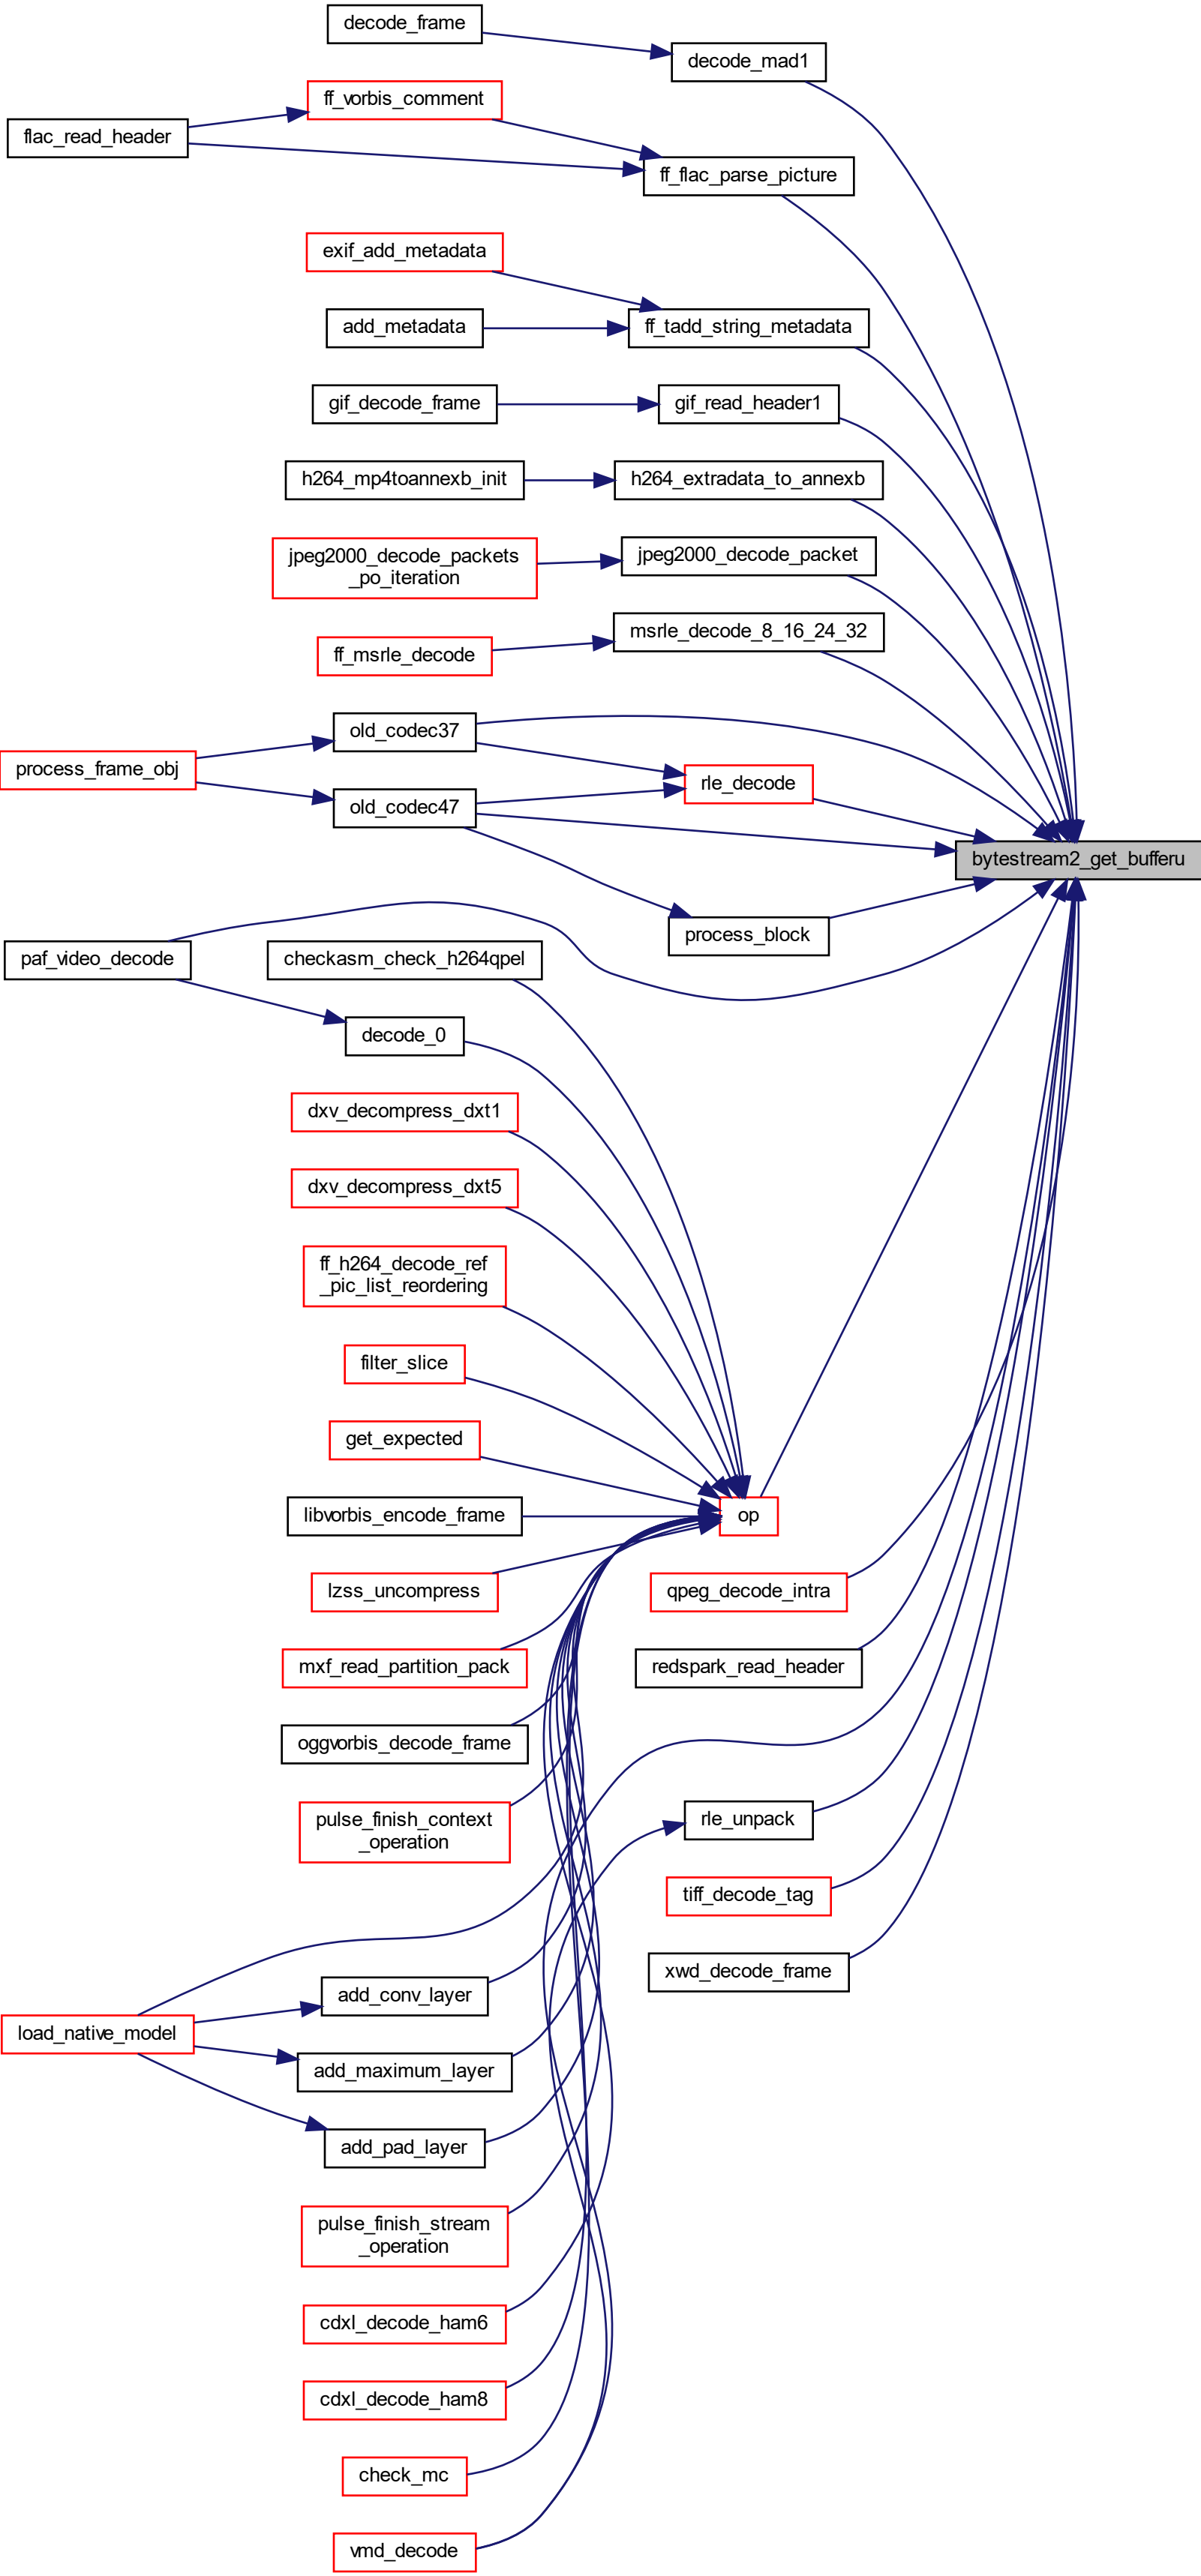 decode_frame
decode_mad1
ff_vorbis_comment
flac_read_header
ff_flac_parse_picture
exif_add_metadata
add_metadata
ff_tadd_string_metadata
gif_decode_frame
gif_read_header1
h264_mp4toannexb_init
h264_extradata_to_annexb
jpeg2000_decode_packets
_po_iteration
jpeg2000_decode_packet
msrle_decode_8_16_24_32
ff_msrle_decode
old_codec37
process_frame_obj
rle_decode
old_codec47
bytestream2_get_bufferu
process_block
paf_video_decode
checkasm_check_h264qpel
decode_0
dxv_decompress_dxt1
dxv_decompress_dxt5
ff_h264_decode_ref
_pic_list_reordering
filter_slice
get_expected
libvorbis_encode_frame
op
lzss_uncompress
qpeg_decode_intra
mxf_read_partition_pack
redspark_read_header
oggvorbis_decode_frame
pulse_finish_context
_operation
rle_unpack
tiff_decode_tag
xwd_decode_frame
add_conv_layer
load_native_model
add_maximum_layer
add_pad_layer
pulse_finish_stream
_operation
cdxl_decode_ham6
cdxl_decode_ham8
check_mc
vmd_decode